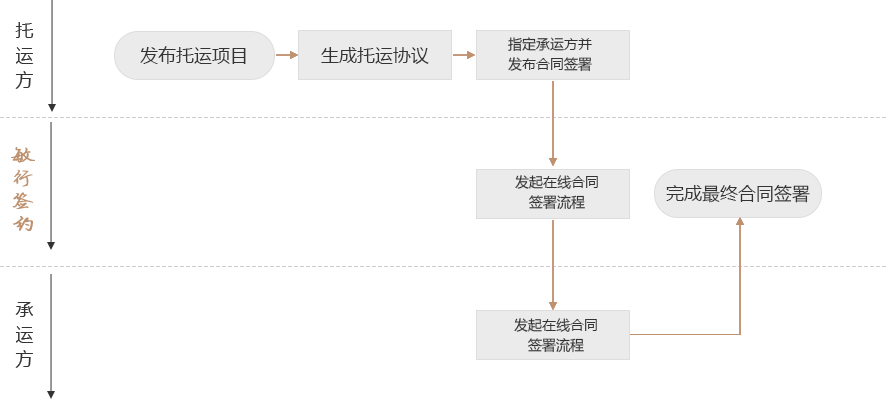 托运方
发布托运项目
生成托运协议
指定承运方并
发布合同签署
敏行签约
发起在线合同
签署流程
完成最终合同签署
承运方
发起在线合同
签署流程